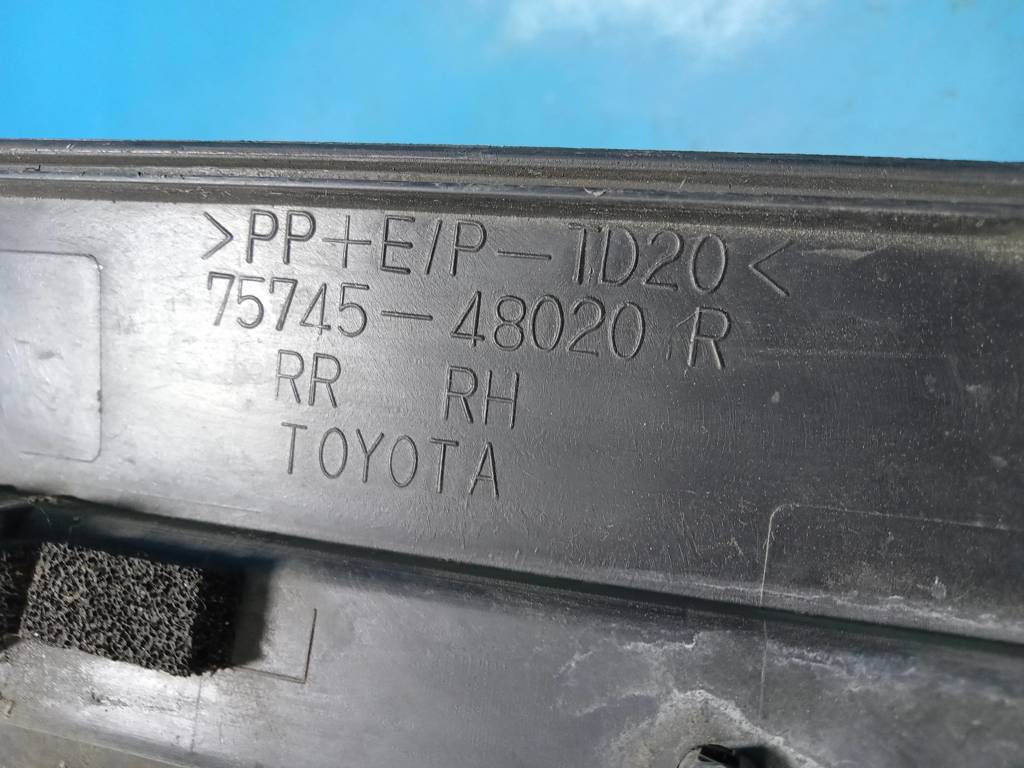 >PP+E/P-TD20<
75745-48020 R
RR RH
TOYOTA